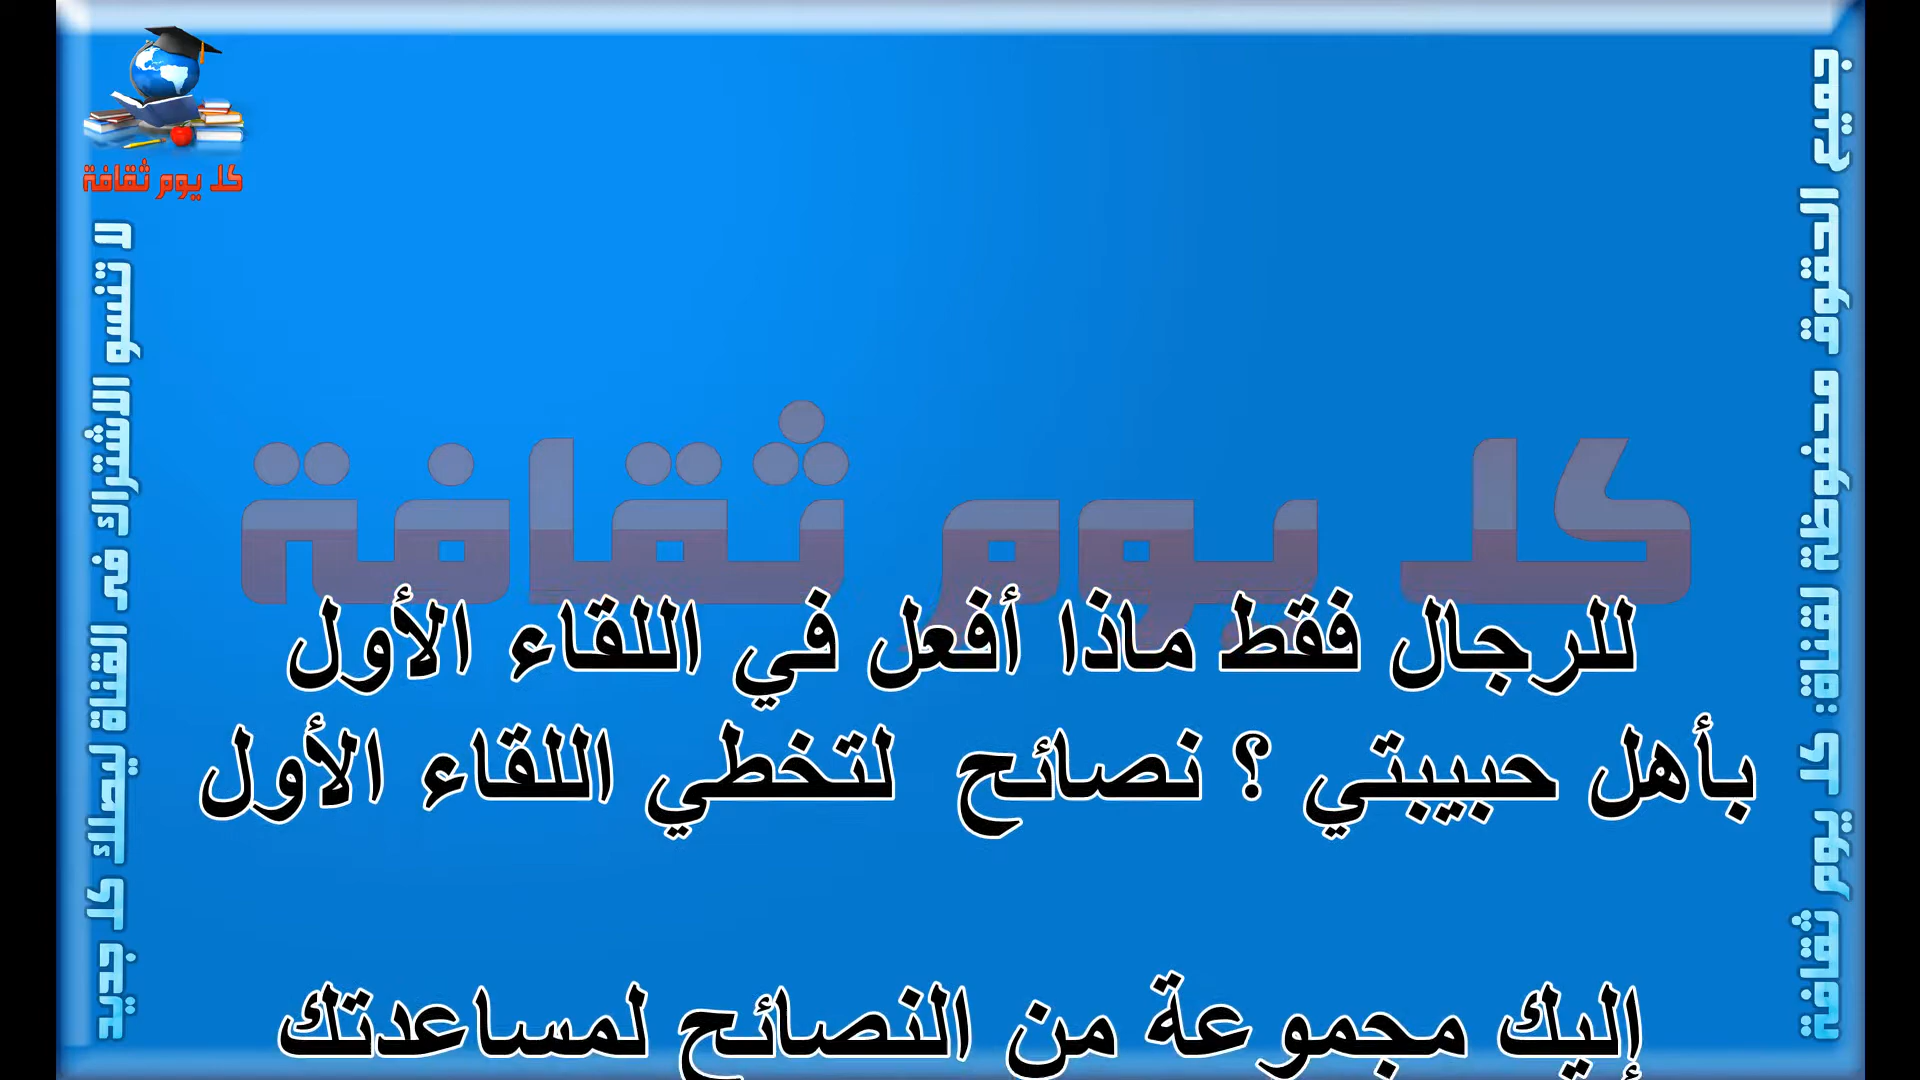 كل يوم ثقافة
جميع الحقوق محفوظة لقناة: كل يوم ثقافة
لا تنسو الاشتراك فى القناة ليصلك كل جديد
كل يوم ثقافة
للرجال فقط ماذا أفعل في اللقاء الأول
بأهل حبيبتي ؟ نصائح لتخطي اللقاء الأول
إليك مجموعة من النصائح لمساعدتك